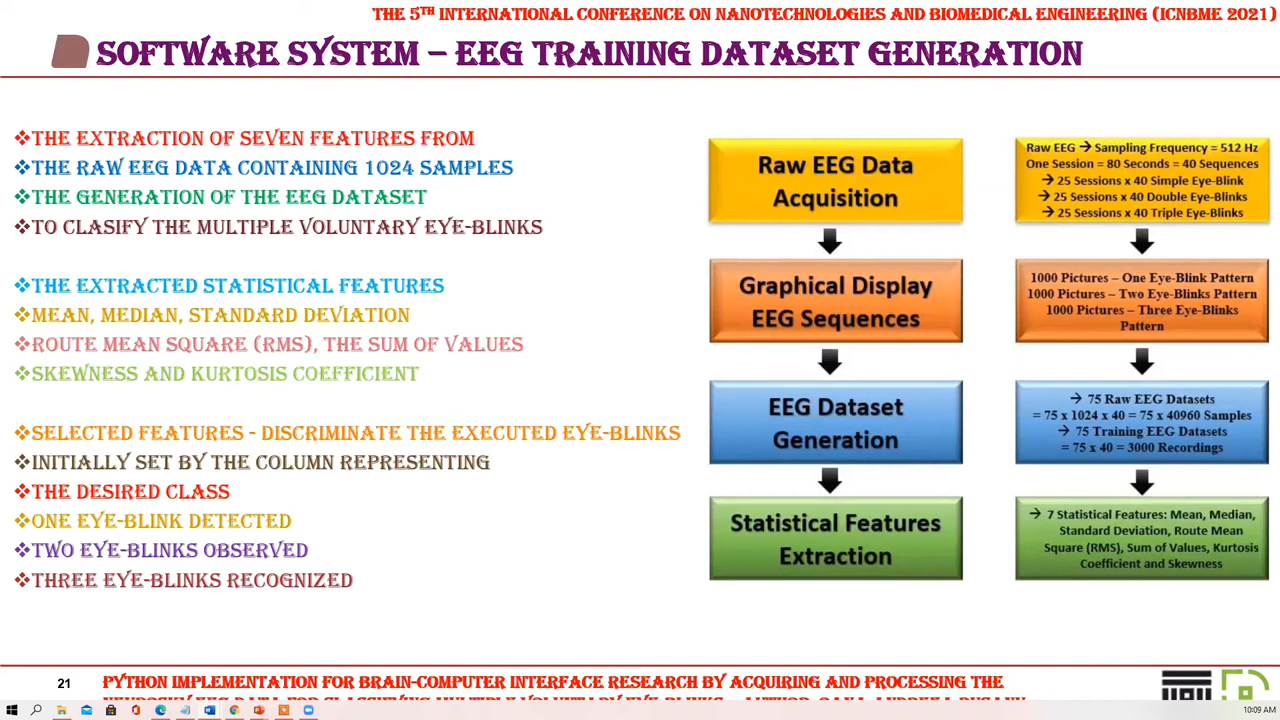 THE 5TH INTERNATIONAL CONFERENCE ON NANOTECHNOLOGIES AND BIOMEDICAL ENGINEERING (ICNBME 2021)
SOFTWARE SYSTEM – EEG TRAINING DATASET GENERATION
❖THE EXTRACTION OF SEVEN FEATURES FROM
❖THE RAW EEG DATA CONTAINING 1024 SAMPLES
❖THE GENERATION OF THE EEG DATASET
❖TO CLASIFY THE MULTIPLE VOLUNTARY EYE-BLINKS
❖THE EXTRACTED STATISTICAL FEATURES
❖MEAN, MEDIAN, STANDARD DEVIATION
❖ROUTE MEAN SQUARE (RMS), THE SUM OF VALUES
❖SKEWNESS AND KURTOSIS COEFFICIENT
❖SELECTED FEATURES - DISCRIMINATE THE EXECUTED EYE-BLINKS
❖INITIALLY SET BY THE COLUMN REPRESENTING
❖THE DESIRED CLASS
❖ONE EYE-BLINK DETECTED
❖TWO EYE-BLINKS OBSERVED
❖THREE EYE-BLINKS RECOGNIZED
Raw EEG Data
Acquisition
Graphical Display
EEG Sequences
EEG Dataset
Generation
Statistical Features
Extraction
Raw EEG → Sampling Frequency = 512 Hz
One Session = 80 Seconds = 40 Sequences
→ 25 Sessions x 40 Simple Eye-Blink
→ 25 Sessions x 40 Double Eye-Blinks
→ 25 Sessions x 40 Triple Eye-Blinks
1000 Pictures – One Eye-Blink Pattern
1000 Pictures – Two Eye-Blinks Pattern
1000 Pictures – Three Eye-Blinks
Pattern
→ 75 Raw EEG Datasets
= 75 x 1024 x 40 = 75 x 40960 Samples
→ 75 Training EEG Datasets
= 75 x 40 = 3000 Recordings
→ 7 Statistical Features: Mean, Median,
Standard Deviation, Route Mean
Square (RMS), Sum of Values, Kurtosis
Coefficient and Skewness
21
PYTHON IMPLEMENTATION FOR BRAIN-COMPUTER INTERFACE RESEARCH BY ACQUIRING AND PROCESSING THE
10:09 AM